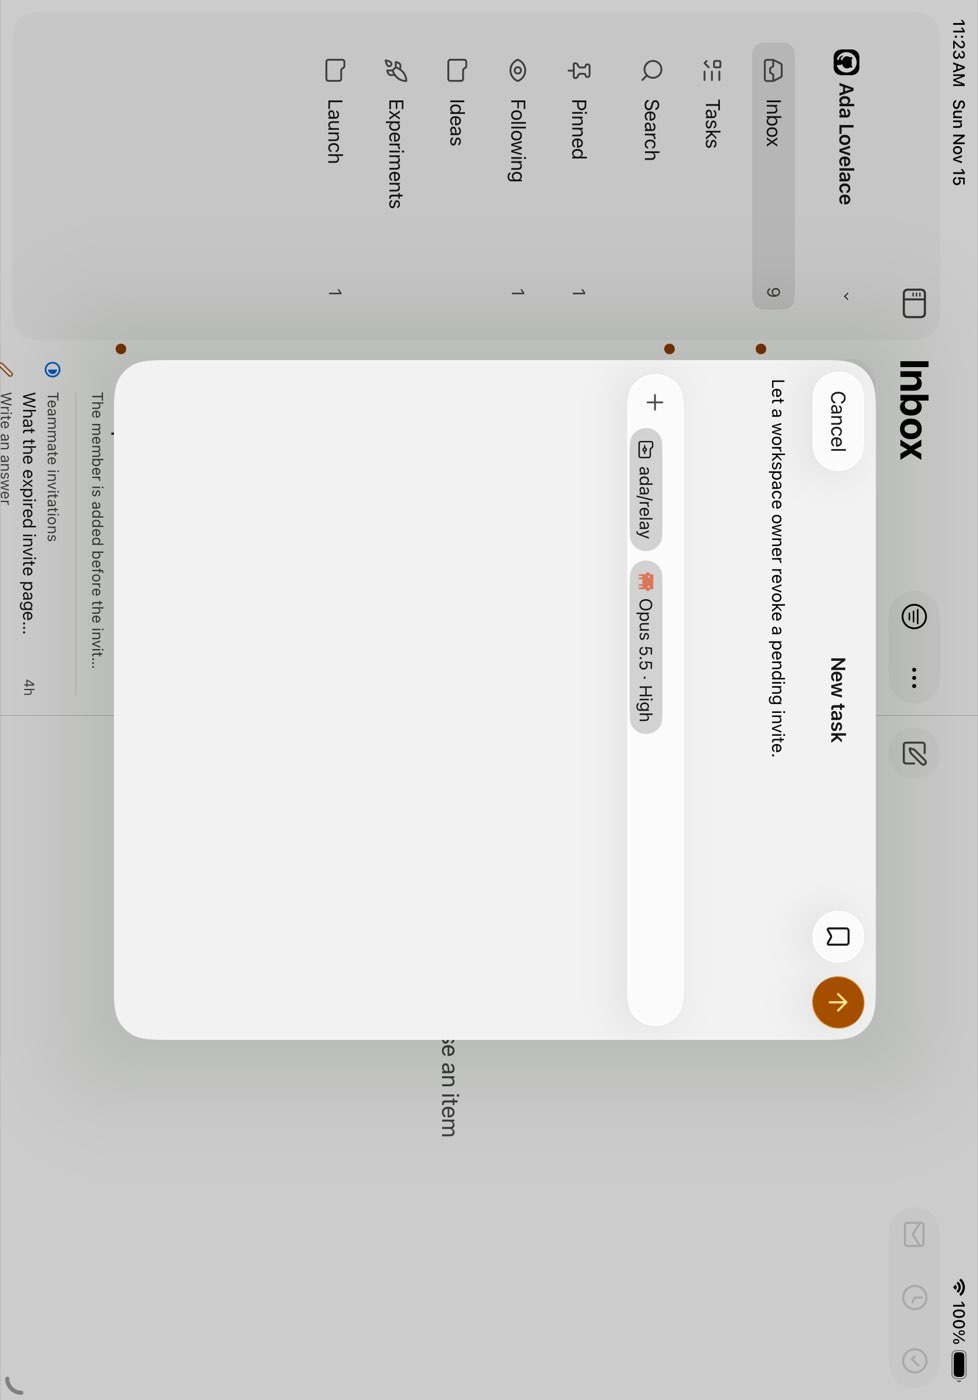 11:23 AM Sun Nov 15
100%
Inbox
Ada Lovelace
Inbox 9
Tasks
Search
Pinned 1
Following 1
Ideas
Experiments
Launch 1
Cancel
New task
Let a workspace owner revoke a pending invite.
ada/relay
Opus 5.5 · High
an item
The member is added before the invit...
Teammate invitations
What the expired invite page... 4h
Write an answer